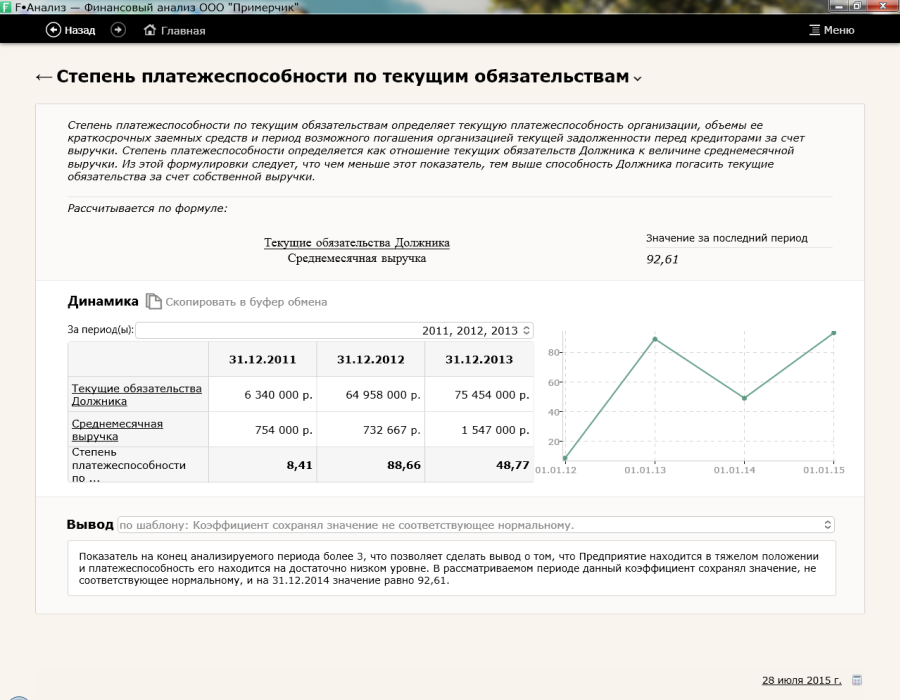 F•Анализ — Финансовый анализ ООО "Примерчик"
Назад
Главная
Меню
←Степень платежеспособности по текущим обязательствам
Степень платежеспособности по текущим обязательствам определяет текущую платежеспособность организации, объемы ее
краткосрочных заемных средств и период возможного погашения организацией текущей задолженности перед кредиторами за счет
выручки. Степень платежеспособности определяется как отношение текущих обязательств Должника к величине среднемесячной
выручки. Из этой формулировки следует, что чем меньше этот показатель, тем выше способность Должника погасить текущие
обязательства за счет собственной выручки.
Рассчитывается по формуле:
Текущие обязательства Должника
Среднемесячная выручка
Значение за последний период
92,61
Динамика Скопировать в буфер обмена
За период(ы): 2011, 2012, 2013
31.12.2011 31.12.2012 31.12.2013
Текущие обязательства
Должника
6 340 000 р. 64 958 000 р. 75 454 000 р.
Среднемесячная
выручка
754 000 р. 732 667 р. 1 547 000 р.
Степень
платежеспособности
по ...
8,41 88,66 48,77
80
60
40
20
01.01.12 01.01.13 01.01.14 01.01.15
Вывод по шаблону: Коэффициент сохранял значение не соответствующее нормальному.
Показатель на конец анализируемого периода более 3, что позволяет сделать вывод о том, что Предприятие находится в тяжелом положении
и платежеспособность его находится на достаточно низком уровне. В рассматриваемом периоде данный коэффициент сохранял значение, не
соответствующее нормальному, и на 31.12.2014 значение равно 92,61.
28 июля 2015 г.